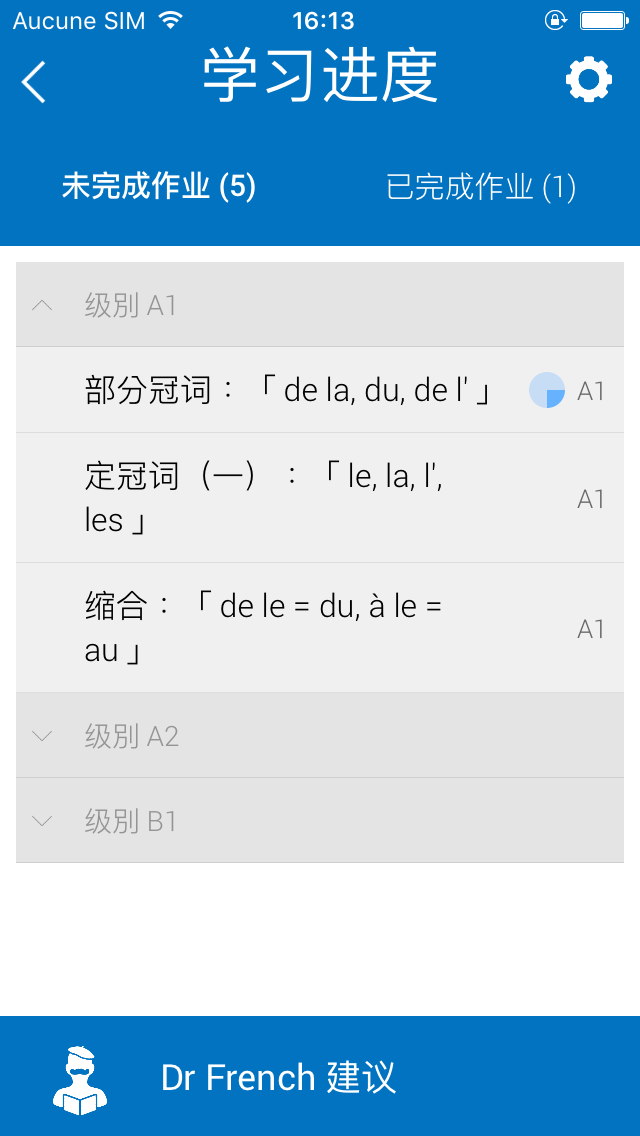 Aucune SIM 16:13
学习进度
未完成作业 (5) 已完成作业 (1)
级别 A1
部分冠词：「 de la, du, de l' 」 A1
定冠词（一）：「 le, la, l',
les 」 A1
缩合：「 de le = du, à le =
au 」 A1
级别 A2
级别 B1
Dr French 建议